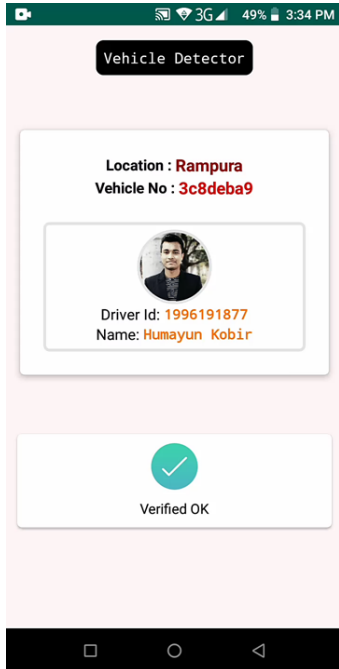 3G 49% 3:34 PM
Vehicle Detector
Location : Rampura
Vehicle No : 3c8deba9
Driver Id: 1996191877
Name: Humayun Kobir
Verified OK